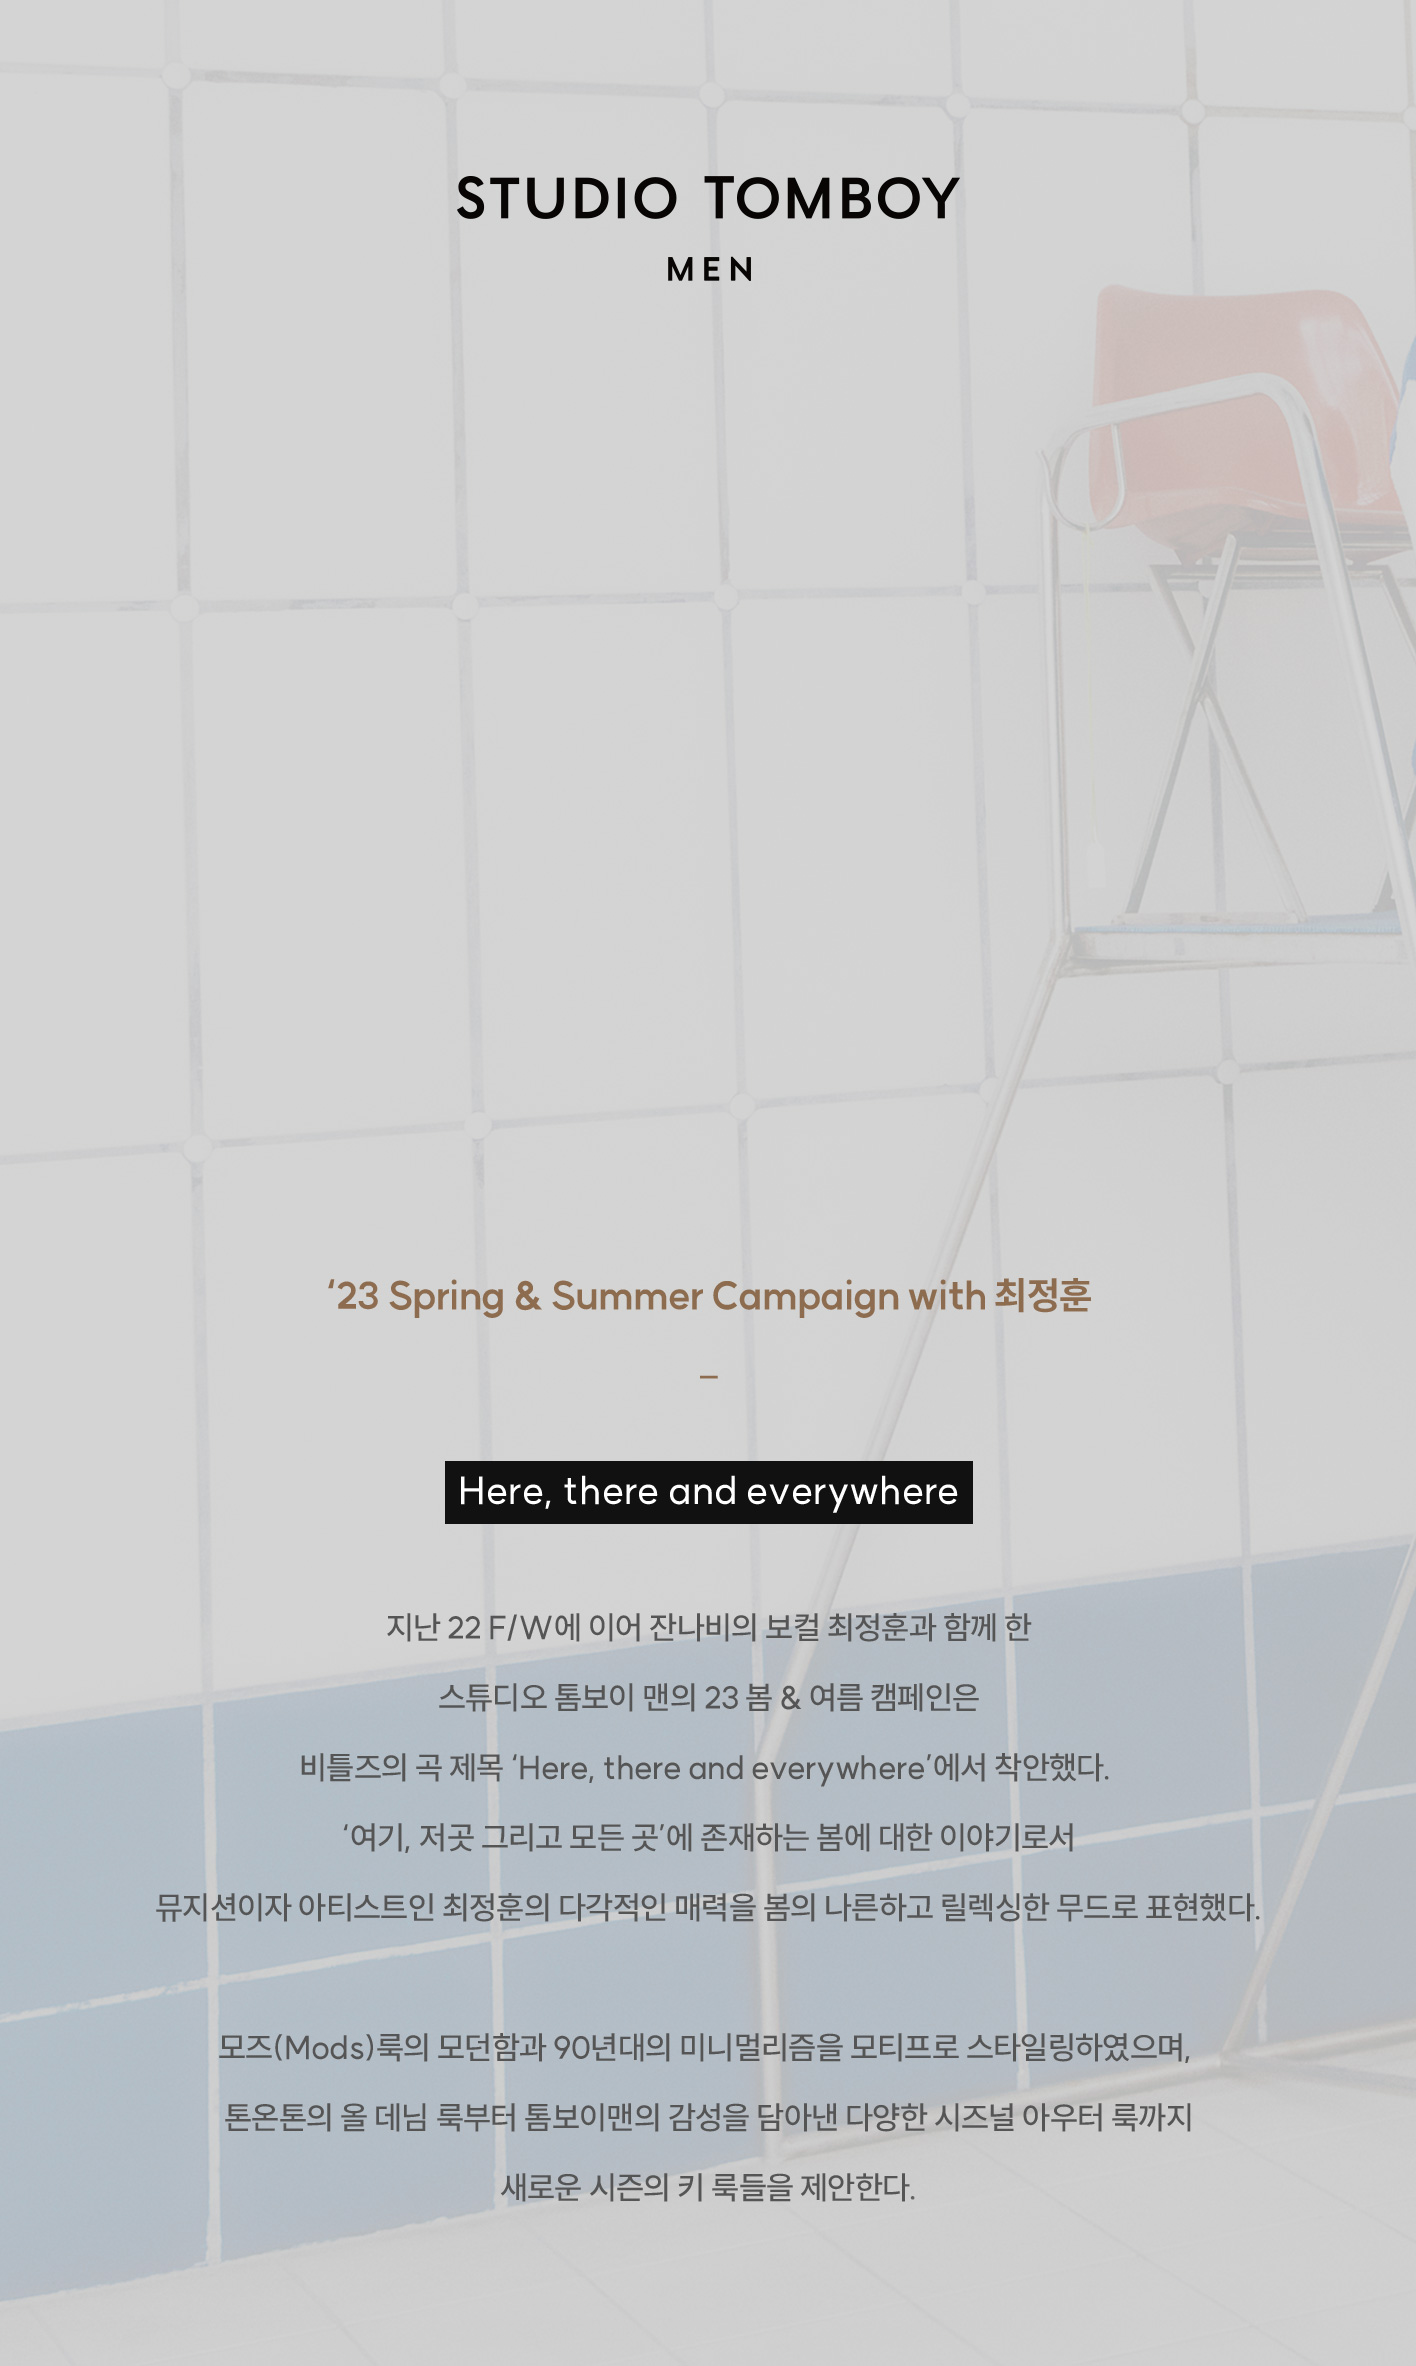 STUDIO TOMBOY
MEN
‘23 Spring & Summer Campaign with 최정훈
–
Here, there and everywhere
지난 22 F/W에 이어 잔나비의 보컬 최정훈과 함께 한
스튜디오 톰보이 맨의 23 봄 & 여름 캠페인은
비틀즈의 곡 제목 ‘Here, there and everywhere’에서 착안했다.
‘여기, 저곳 그리고 모든 곳’에 존재하는 봄에 대한 이야기로서
뮤지션이자 아티스트인 최정훈의 다각적인 매력을 봄의 나른하고 릴렉싱한 무드로 표현했다.
모즈(Mods)룩의 모던함과 90년대의 미니멀리즘을 모티프로 스타일링하였으며,
톤온톤의 올 데님 룩부터 톰보이맨의 감성을 담아낸 다양한 시즈널 아우터 룩까지
새로운 시즌의 키 룩들을 제안한다.